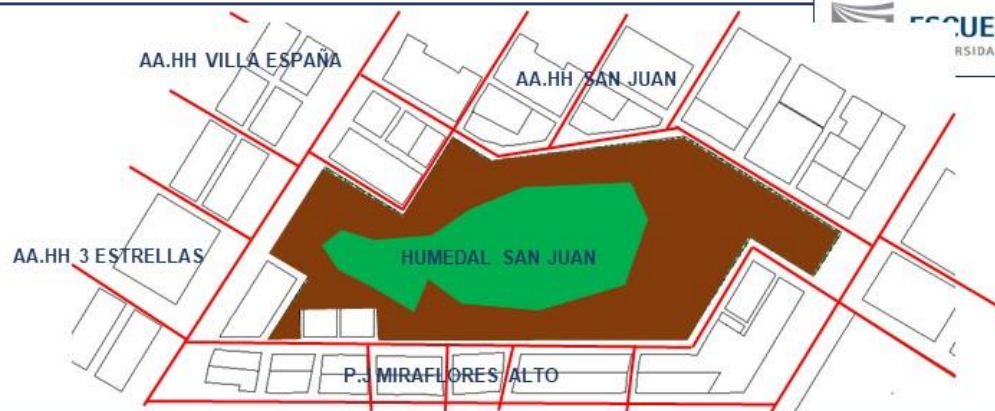 AA.HH VILLA ESPAÑA
AA.HH SAN JUAN
AA.HH 3 ESTRELLAS
HUMEDAL SAN JUAN
P.J MIRAFLORES ALTO